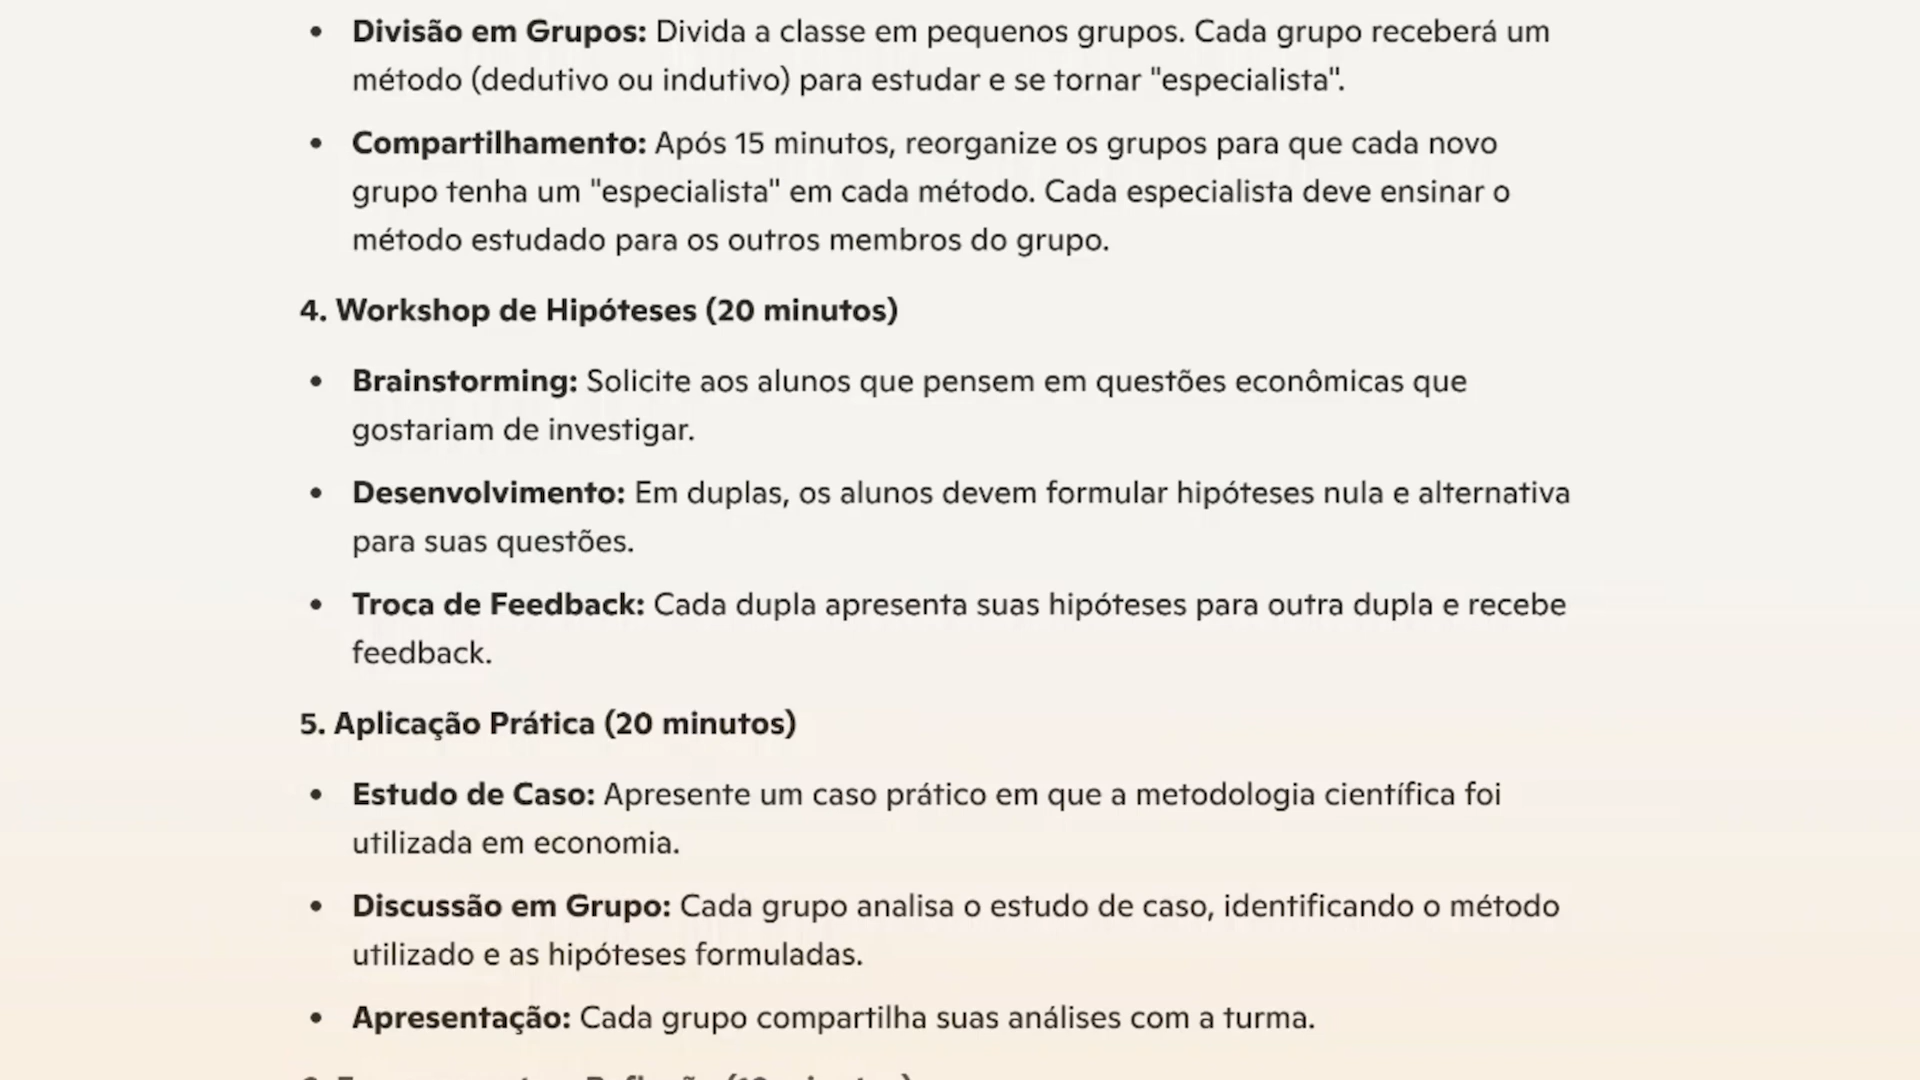 • Divisão em Grupos: Divida a classe em pequenos grupos. Cada grupo receberá um
método (dedutivo ou indutivo) para estudar e se tornar "especialista".
• Compartilhamento: Após 15 minutos, reorganize os grupos para que cada novo
grupo tenha um "especialista" em cada método. Cada especialista deve ensinar o
método estudado para os outros membros do grupo.
4. Workshop de Hipóteses (20 minutos)
• Brainstorming: Solicite aos alunos que pensem em questões econômicas que
gostariam de investigar.
• Desenvolvimento: Em duplas, os alunos devem formular hipóteses nula e alternativa
para suas questões.
• Troca de Feedback: Cada dupla apresenta suas hipóteses para outra dupla e recebe
feedback.
5. Aplicação Prática (20 minutos)
• Estudo de Caso: Apresente um caso prático em que a metodologia científica foi
utilizada em economia.
• Discussão em Grupo: Cada grupo analisa o estudo de caso, identificando o método
utilizado e as hipóteses formuladas.
• Apresentação: Cada grupo compartilha suas análises com a turma.